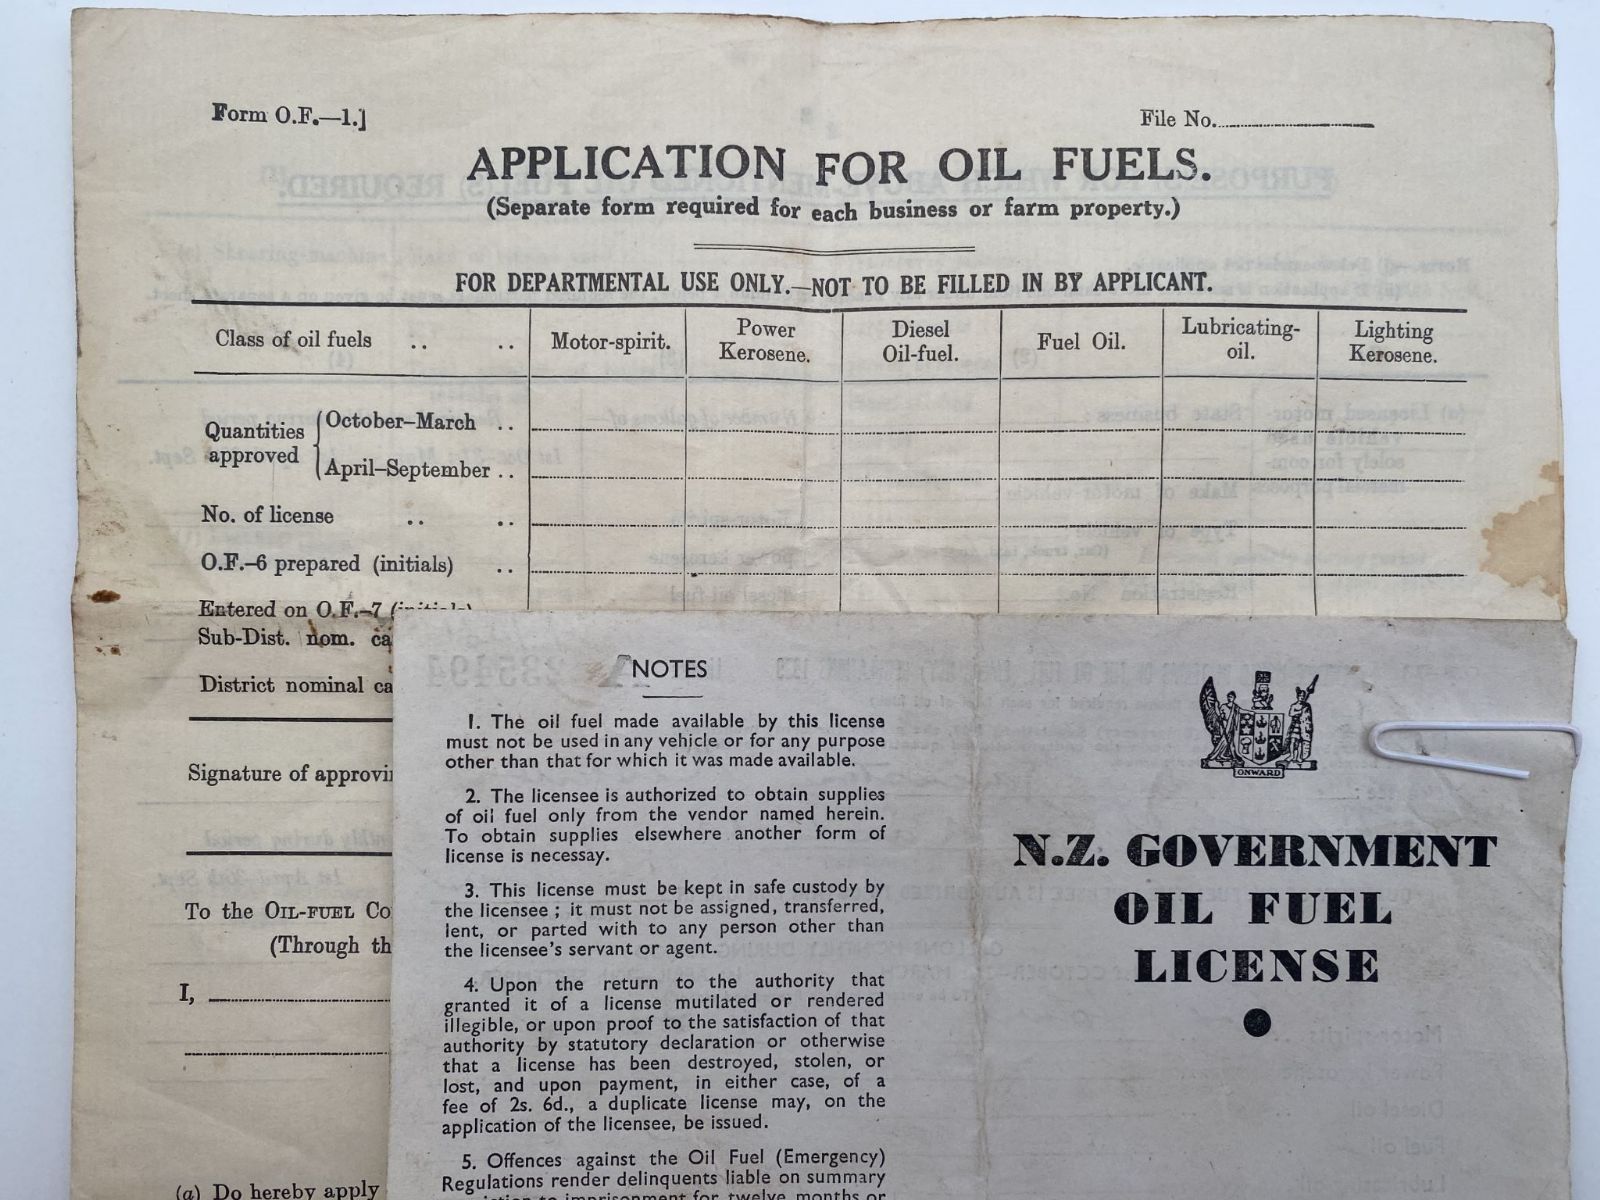 Form O.F.—1.]
File No.
APPLICATION FOR OIL FUELS.
(Separate form required for each business or farm property.)
FOR DEPARTMENTAL USE ONLY.—NOT TO BE FILLED IN BY APPLICANT.
Class of oil fuels .. ..
Motor-spirit.
Power
Kerosene.
Diesel
Oil-fuel.
Fuel Oil.
Lubricating-
oil.
Lighting
Kerosene.
Quantities
approved
October–March ..
April–September ..
No. of license .. ..
O.F.–6 prepared (initials) ..
Entered on O.F.–7 (initials)
Sub-Dist. nom. ca
District nominal ca
Signature of approvi
To the OIL-FUEL Co
(Through th
I,
(a) Do hereby apply
NOTES
1. The oil fuel made available by this license
must not be used in any vehicle or for any purpose
other than that for which it was made available.
2. The licensee is authorized to obtain supplies
of oil fuel only from the vendor named herein.
To obtain supplies elsewhere another form of
license is necessay.
3. This license must be kept in safe custody by
the licensee ; it must not be assigned, transferred,
lent, or parted with to any person other than
the licensee's servant or agent.
4. Upon the return to the authority that
granted it of a license mutilated or rendered
illegible, or upon proof to the satisfaction of that
authority by statutory declaration or otherwise
that a license has been destroyed, stolen, or
lost, and upon payment, in either case, of a
fee of 2s. 6d., a duplicate license may, on the
application of the licensee, be issued.
5. Offences against the Oil Fuel (Emergency)
Regulations render delinquents liable on summary
to imprisonment for twelve months or
ONWARD
N.Z. GOVERNMENT
OIL FUEL
LICENSE